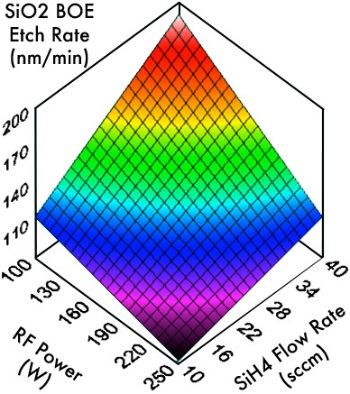 SiO2 BOE
Etch Rate
(nm/min)
200
170
140
110
100
130
160
190
220
250
10
16
22
28
34
40
RF Power
(W)
SiH4 Flow Rate
(sccm)